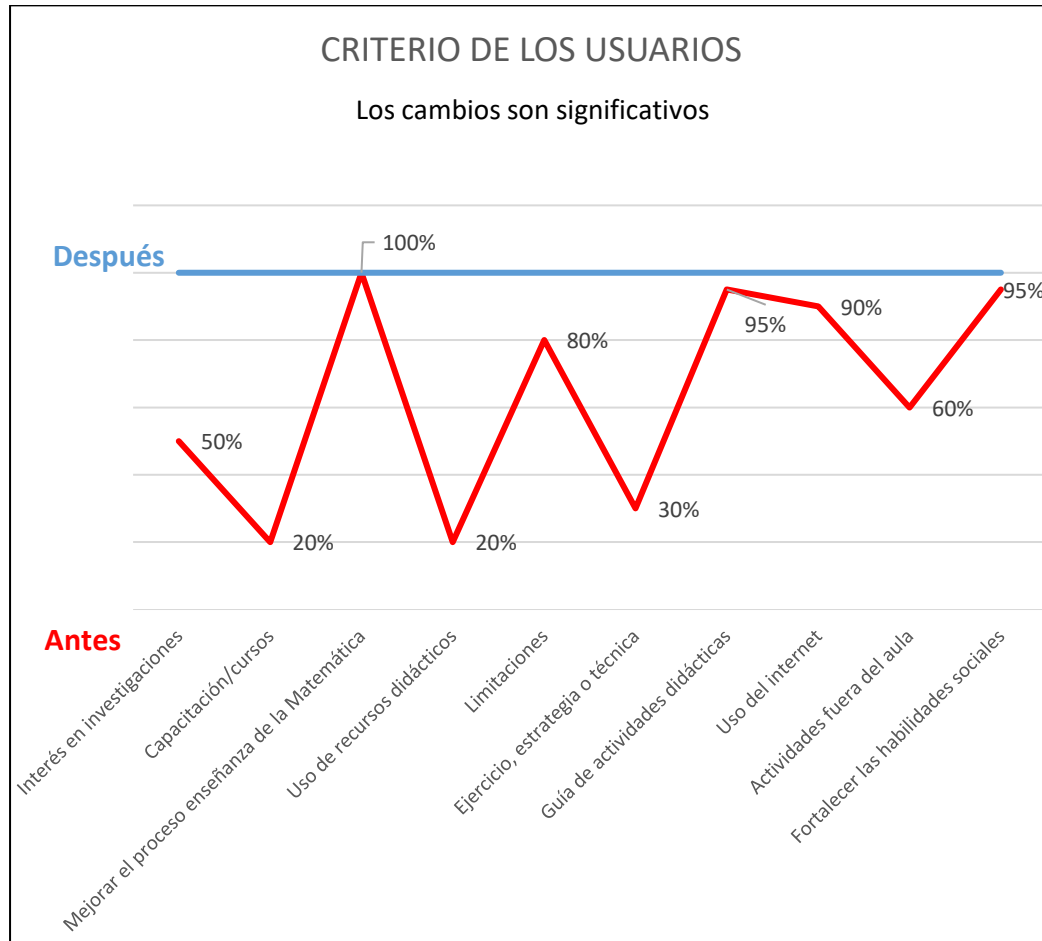 CRITERIO DE LOS USUARIOS
Los cambios son significativos
Después
100%
50%
20%
20%
80%
30%
95%
90%
60%
95%
Antes
Interés en investigaciones
Capacitación/cursos
Mejorar el proceso enseñanza de la Matemática
Uso de recursos didácticos
Limitaciones
Ejercicio, estrategia o técnica
Guía de actividades didácticas
Uso del internet
Actividades fuera del aula
Fortalecer las habilidades sociales